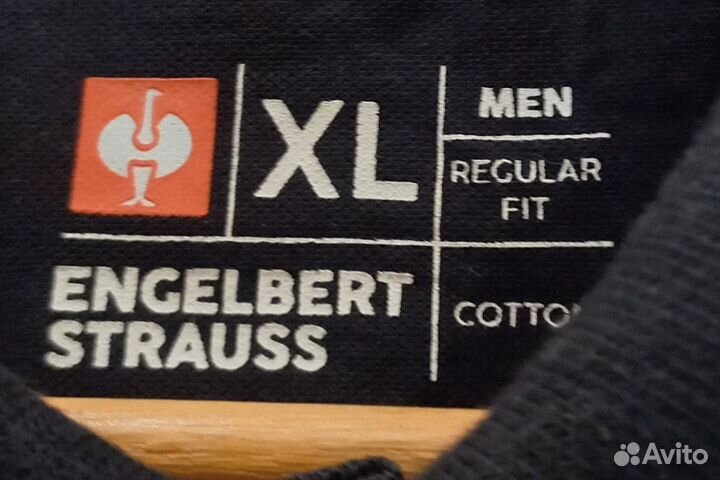 XL
MEN
REGULAR
FIT
ENGELBERT
STRAUSS
Avito